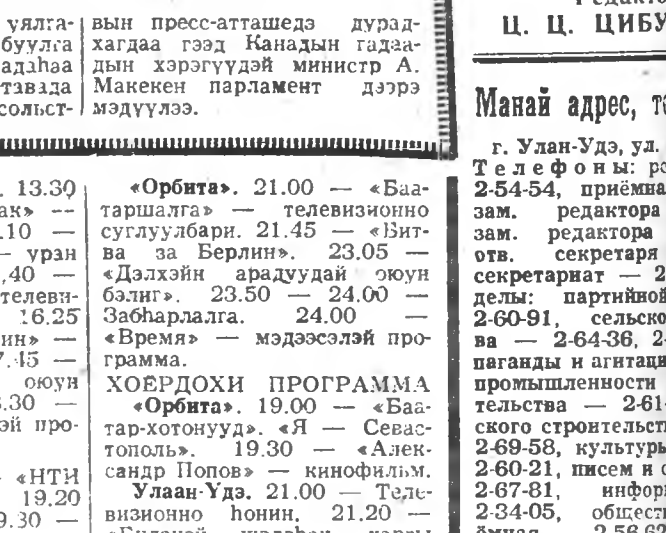 уялга-
буулга
адаһаа
тавада
сольст-
вын пресс-атташедэ дурад-
хагдаа гээд Канадын гадаа-
дын хэрэгүүдэй министр А.
Макекен парламент дээрэ
мэдүүлээ.
Ц. Ц. ЦИБУ
Манай адрес,
г. Улан-Удэ, ул.
Телефоны:
2-54-54, приёмна
зам. редактора
зам. редактора
отв. секретаря
секретариат — 2
делы: партийной
2-60-91, сельско
ва — 2-64-36, 2-
паганды и агитаци
промышленности
тельства — 2-61-
ского строительст
2-69-58, культуры
2-60-21, писем и с
2-67-81, инфор
2-34-05, общест
. 13.30
ак» —
.10 —
— уран
,40 —
телеви-
16.25
ин» —
7.45 —
оюун
3.30 —
эй про-
«НТИ
19.20
9.30 —
«Орбита». 21.00 — «Баа-
таршалга» — телевизионно
суглуулбари. 21.45 — «Бит-
ва за Берлин». 23.05 —
«Дэлхэйн арадуудай оюун
бэлиг». 23.50 — 24.00 —
Забһарлалга. 24.00 —
«Время» — мэдээсэлэй про-
грамма.
ХОЁРДОХИ ПРОГРАММА
«Орбита». 19.00 — «Баа-
тар-хотонууд». «Я — Севас-
тополь». 19.30 — «Алек-
сандр Попов» — кинофильм.
Улаан-Үдэ. 21.00 — Теле-
визионно һонин. 21.20 —